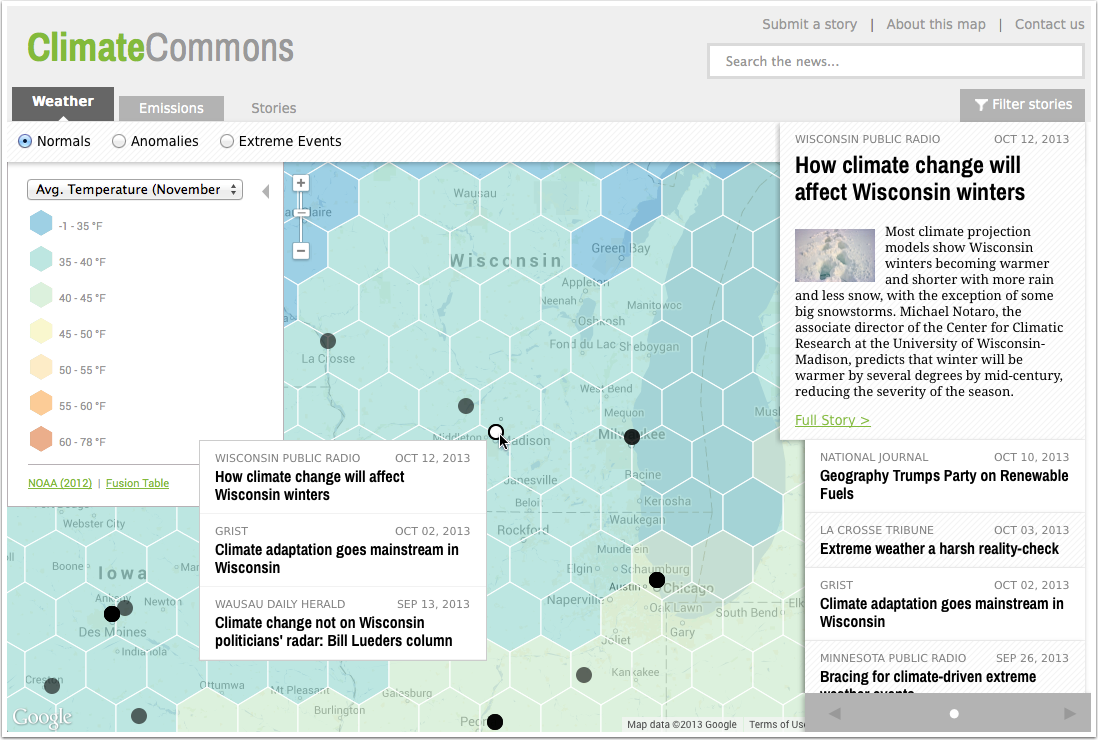 Submit a story | About this map | Contact us
ClimateCommons
Search the news...
Weather
Emissions
Stories
Filter stories
Normals
Anomalies
Extreme Events
Avg. Temperature (November
-1 - 35 °F
35 - 40 °F
40 - 45 °F
45 - 50 °F
50 - 55 °F
55 - 60 °F
60 - 78 °F
NOAA (2012) | Fusion Table
Wausau
Green Bay
Wisconsin
Appleton
Neenah
Manitowoc
Oshkosh
Fond du Lac
Sheboygan
La Crosse
West Bend
Mequon
Middleton
Madison
Milwaukee
Racine
Janesville
Beloit
Kenosha
Waukegan
Rockford
Mundelein
Elgin
Schaumburg
Austin
Chicago
Naperville
Oak Lawn
South Bend
Gary
Joliet
Kankakee
Webster City
Boone
Iowa
Ankeny
Newton
Des Moines
Indianola
Creston
Ottumwa
Mt Pleasant
Galesburg
Burlington
Google
Map data ©2013 Google
Terms of Use
WISCONSIN PUBLIC RADIO OCT 12, 2013
How climate change will affect
Wisconsin winters
GRIST OCT 02, 2013
Climate adaptation goes mainstream in
Wisconsin
WAUSAU DAILY HERALD SEP 13, 2013
Climate change not on Wisconsin
politicians' radar: Bill Lueders column
WISCONSIN PUBLIC RADIO OCT 12, 2013
How climate change will
affect Wisconsin winters
Most climate projection
models show Wisconsin
winters becoming warmer
and shorter with more rain
and less snow, with the exception of some
big snowstorms. Michael Notaro, the
associate director of the Center for Climatic
Research at the University of Wisconsin-
Madison, predicts that winter will be
warmer by several degrees by mid-century,
reducing the severity of the season.
Full Story >
NATIONAL JOURNAL OCT 10, 2013
Geography Trumps Party on Renewable
Fuels
LA CROSSE TRIBUNE OCT 03, 2013
Extreme weather a harsh reality-check
GRIST OCT 02, 2013
Climate adaptation goes mainstream in
Wisconsin
MINNESOTA PUBLIC RADIO SEP 26, 2013
Bracing for climate-driven extreme
weather events